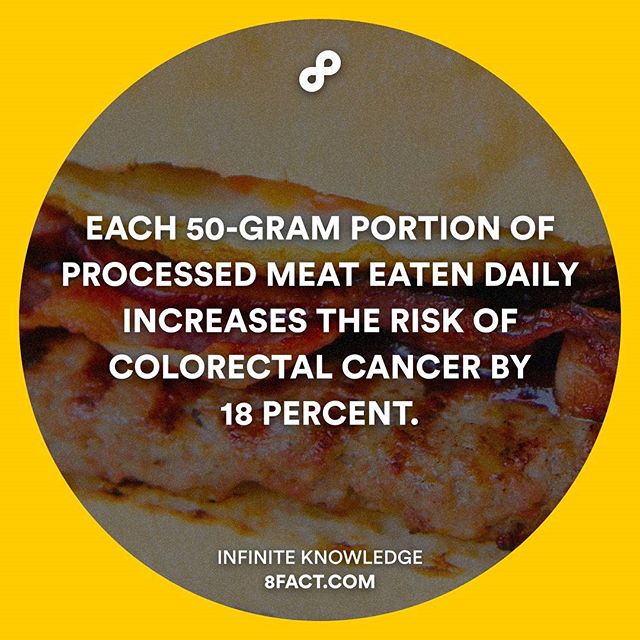 EACH 50-GRAM PORTION OF
PROCESSED MEAT EATEN DAILY
INCREASES THE RISK OF
COLORECTAL CANCER BY
18 PERCENT.
INFINITE KNOWLEDGE
8FACT.COM